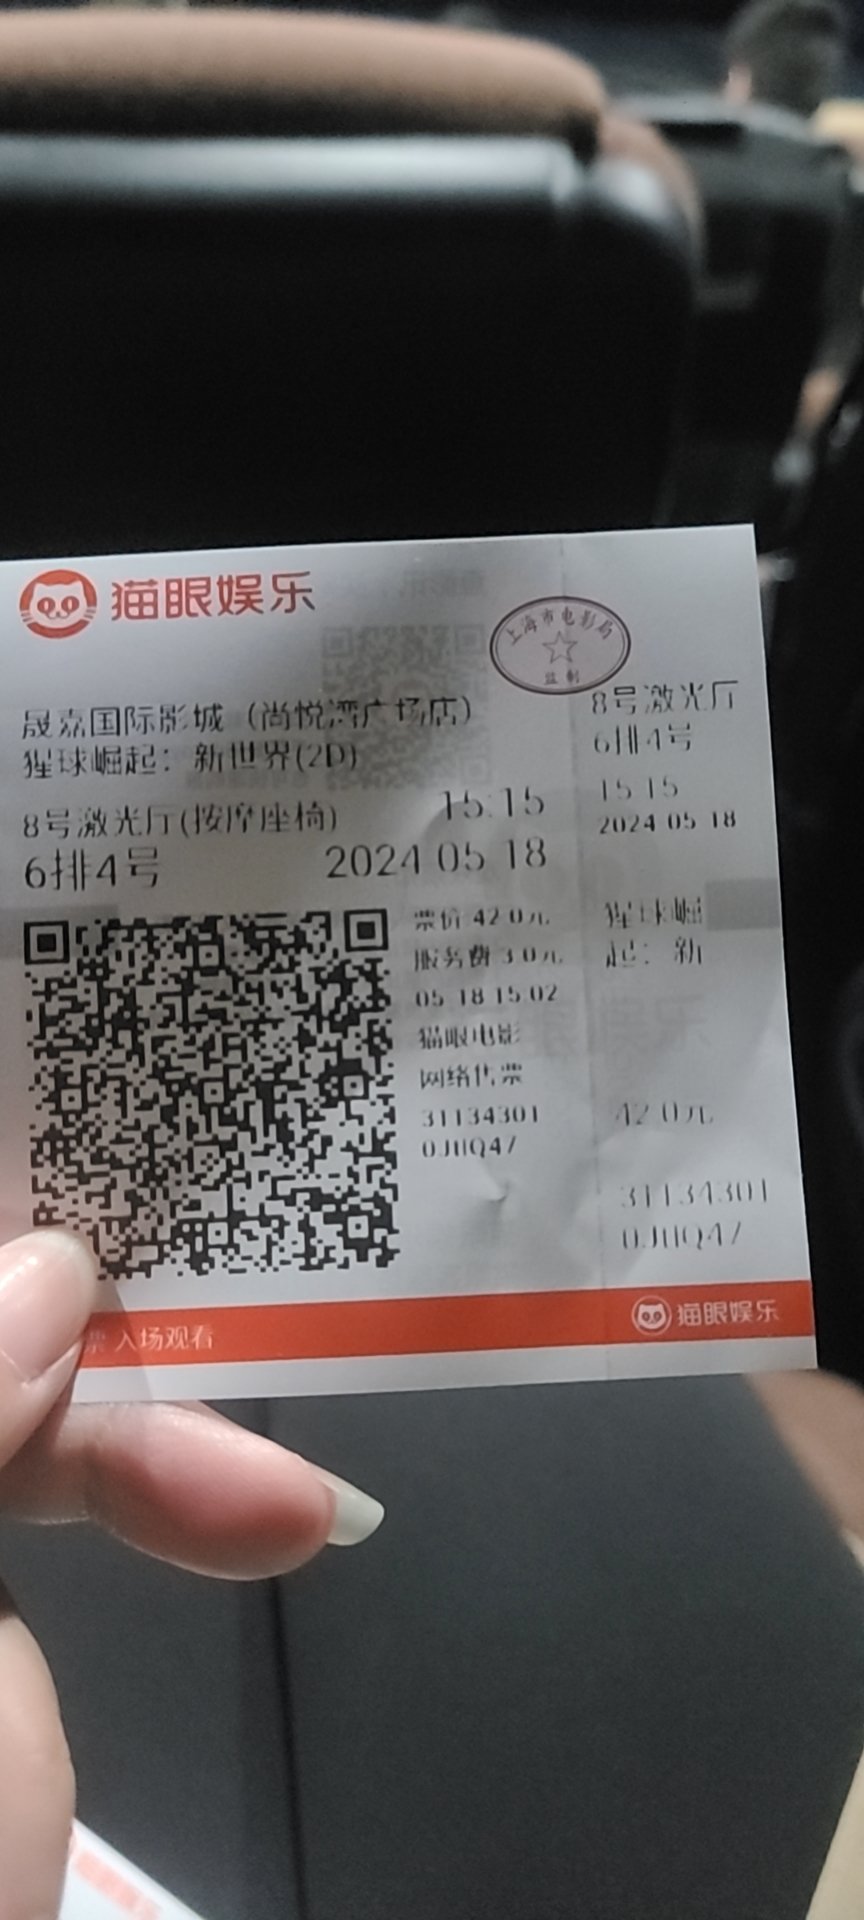 猫眼娱乐
上海市电影局
监制
晟嘉国际影城（尚悦湾广场店）
猩球崛起：新世界(2D)
8号激光厅(按摩座椅) 15:15
6排4号 2024 05 18
票价 42.0元
服务费 3.0元
05 18 15:02
猫眼电影
网络售票
31134301
8号激光厅
6排4号
15:15
2024 05 18
猩球崛
起：新
42.0元
31134301
票 入场观看
猫眼娱乐